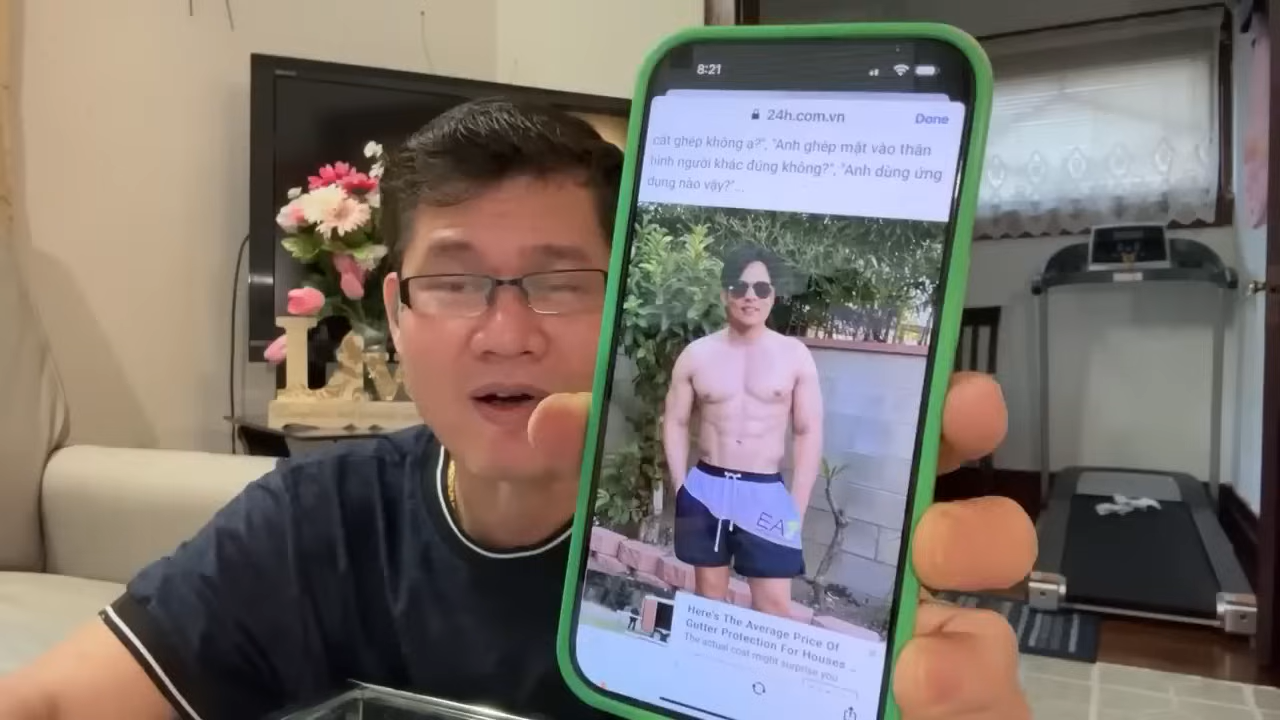 8:21
24h.com.vn
Done
cắt ghép không ạ?", "Anh ghép mặt vào thân
hình người khác đúng không?", "Anh dùng ứng
dụng nào vậy?"...
EA7
Here's The Average Price Of
Gutter Protection For Houses ...
The actual cost might surprise you